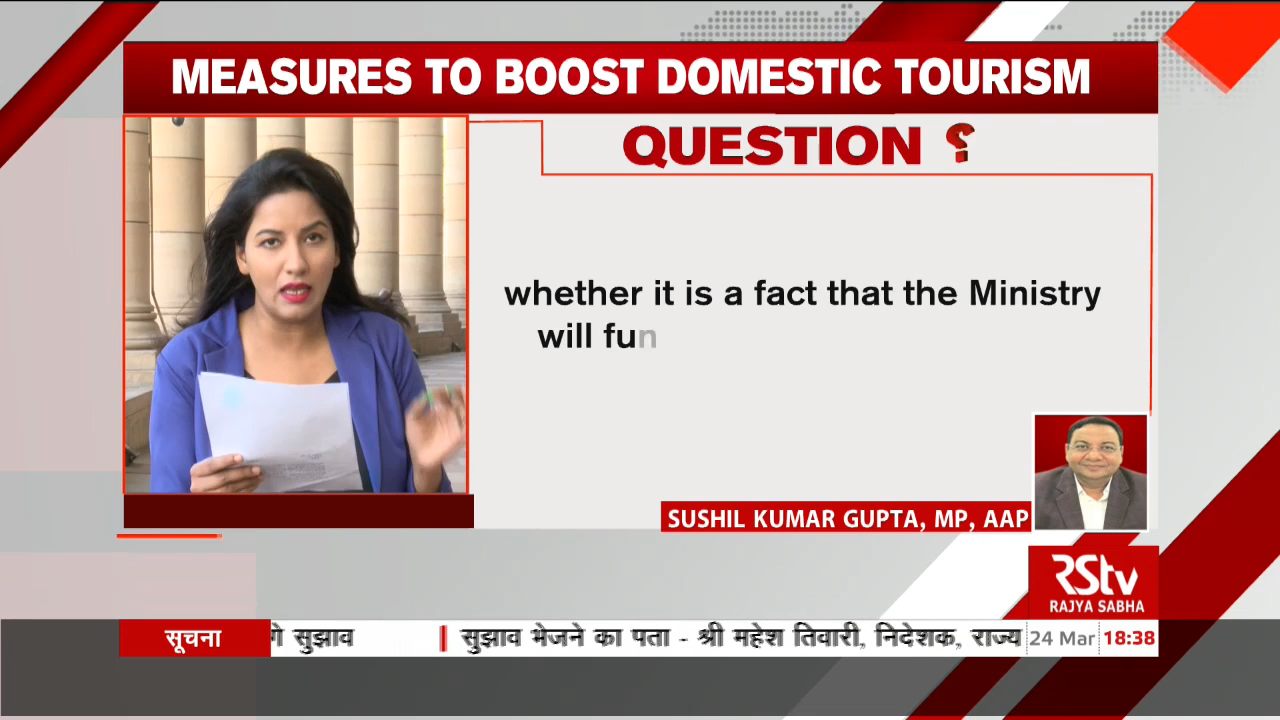 MEASURES TO BOOST DOMESTIC TOURISM
QUESTION ?
whether it is a fact that the Ministry
will fun
SUSHIL KUMAR GUPTA, MP, AAP
RSTV
RAJYA SABHA
सूचना
गे सुझाव | सुझाव भेजने का पता - श्री महेश तिवारी, निदेशक, राज्य
24 Mar 18:38